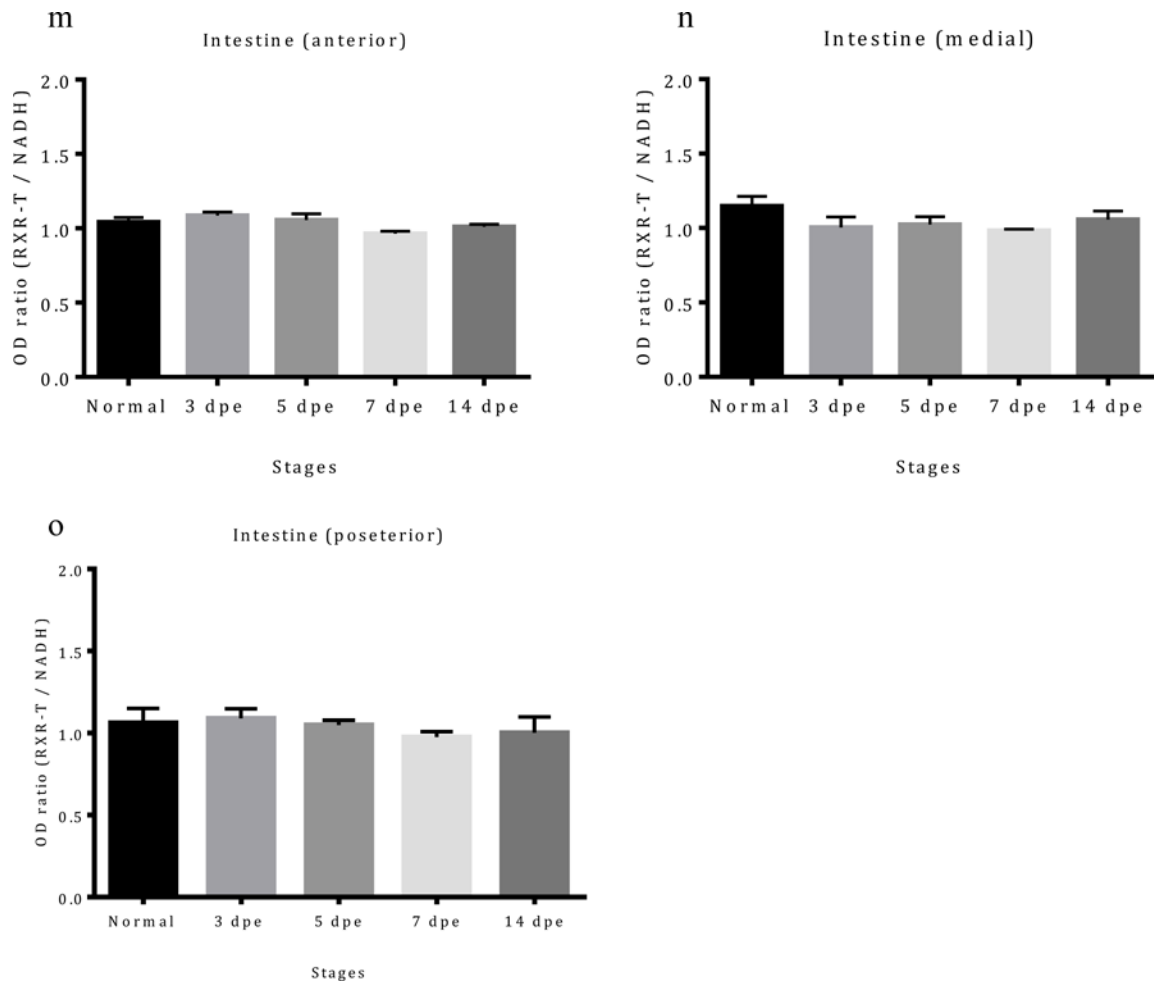 m
Intestine (anterior)
OD ratio (RXR-T / NADH)
2.0
1.5
1.0
0.5
0.0
Normal 3 dpe 5 dpe 7 dpe 14 dpe
Stages
n
Intestine (medial)
OD ratio (RXR-T / NADH)
2.0
1.5
1.0
0.5
0.0
Normal 3 dpe 5 dpe 7 dpe 14 dpe
Stages
o
Intestine (poseterior)
OD ratio (RXR-T / NADH)
2.0
1.5
1.0
0.5
0.0
Normal 3 dpe 5 dpe 7 dpe 14 dpe
Stages